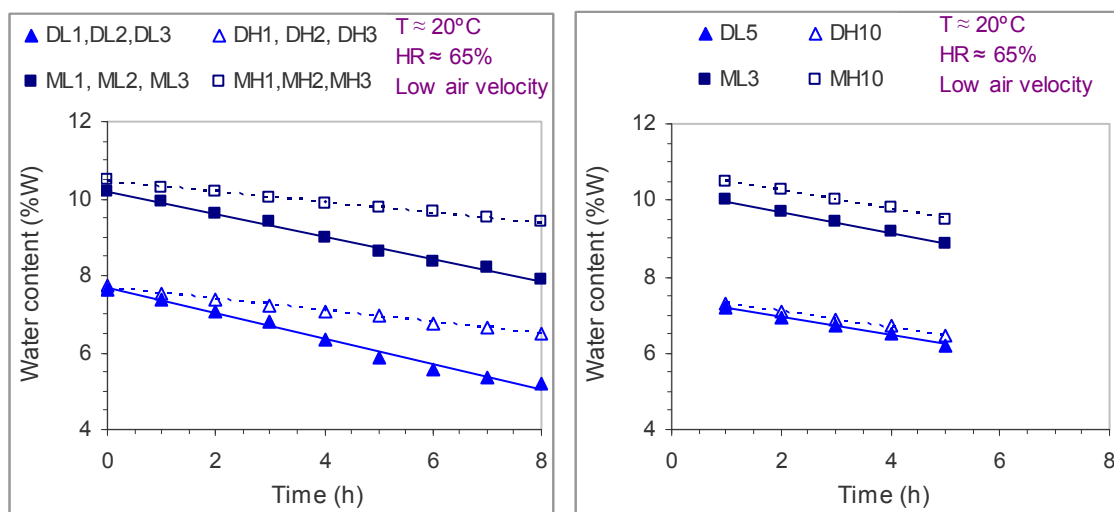 DL1,DL2,DL3 DH1, DH2, DH3
ML1, ML2, ML3 MH1,MH2,MH3
T ≈ 20ºC
HR ≈ 65%
Low air velocity
12
10
8
6
4
Water content (%W)
0 2 4 6 8
Time (h)
DL5 DH10
ML3 MH10
T ≈ 20ºC
HR ≈ 65%
Low air velocity
12
10
8
6
4
Water content (%W)
0 2 4 6 8
Time (h)